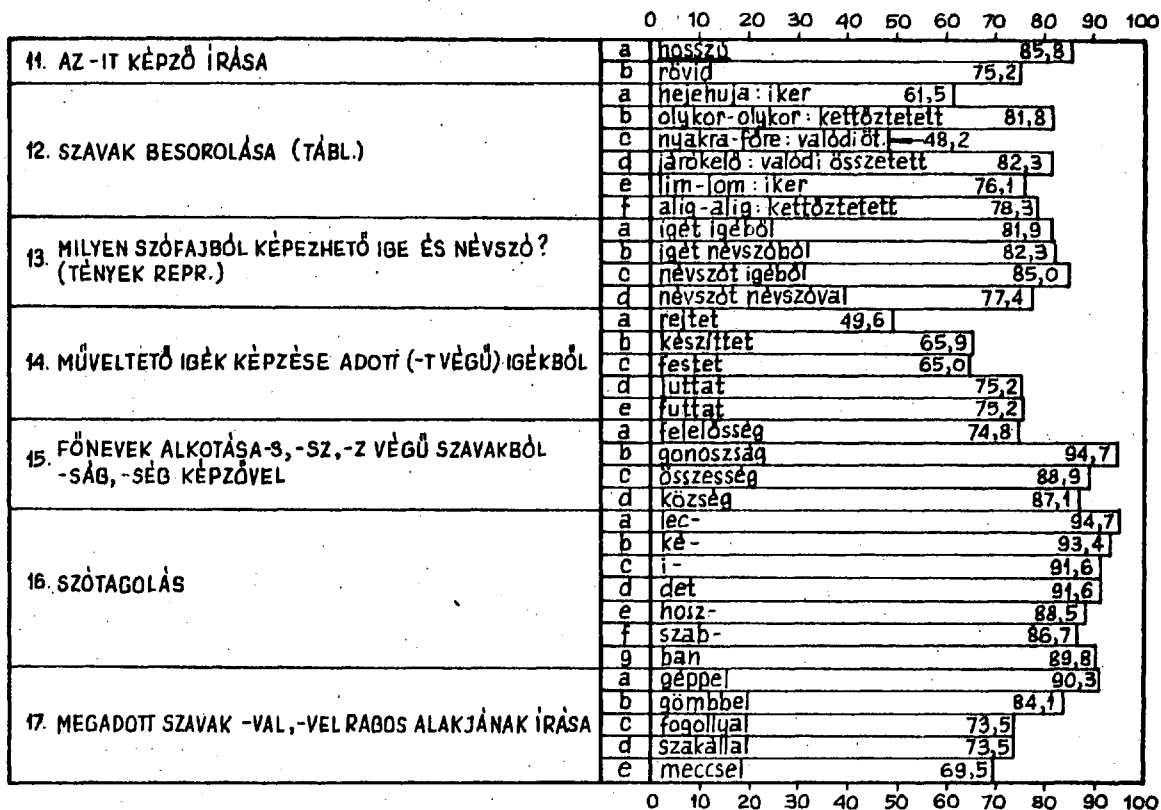 0 10 20 30 40 50 60 70 80 90 100
11. AZ -IT KÉPZŐ ÍRÁSA
a hosszú 85,8
b rövid 75,2
12. SZAVAK BESOROLÁSA (TÁBL.)
a hejehuja : iker 61,5
b olykor-olykor : kettőztetett 81,8
c nyakra-főre : valódi öt. 48,2
d járókelő : valódi összetett 82,3
e lim-lom : iker 76,1
f alig-alig : kettőztetett 78,3
13. MILYEN SZÓFAJBÓL KÉPEZHETŐ IGE ÉS NÉVSZÓ?
(TÉNYEK REPR.)
a igét igéből 81,9
b igét névszóból 82,3
c névszót igéből 85,0
d névszót névszóval 77,4
14. MŰVELTETŐ IGÉK KÉPZÉSE ADOTT (-T VÉGŰ) IGÉKBŐL
a rejtet 49,6
b készíttet 65,9
c festet 65,0
d juttat 75,2
e futtat 75,2
15. FŐNEVEK ALKOTÁSA -S, -SZ, -Z VÉGŰ SZAVAKBÓL
-SÁG, -SÉG KÉPZŐVEL
a felelősség 74,8
b gonoszság 94,7
c összesség 88,9
d község 87,1
16. SZÓTAGOLÁS
a lec- 94,7
b ké- 93,4
c i- 91,6
d det 91,6
e hosz- 88,5
f szab- 86,7
g ban 89,8
17. MEGADOTT SZAVAK -VAL, -VEL RAGOS ALAKJÁNAK ÍRÁSA
a géppel 90,3
b gömbbel 84,1
c fogollyal 73,5
d szakállal 73,5
e meccsel 69,5
0 10 20 30 40 50 60 70 80 90 100